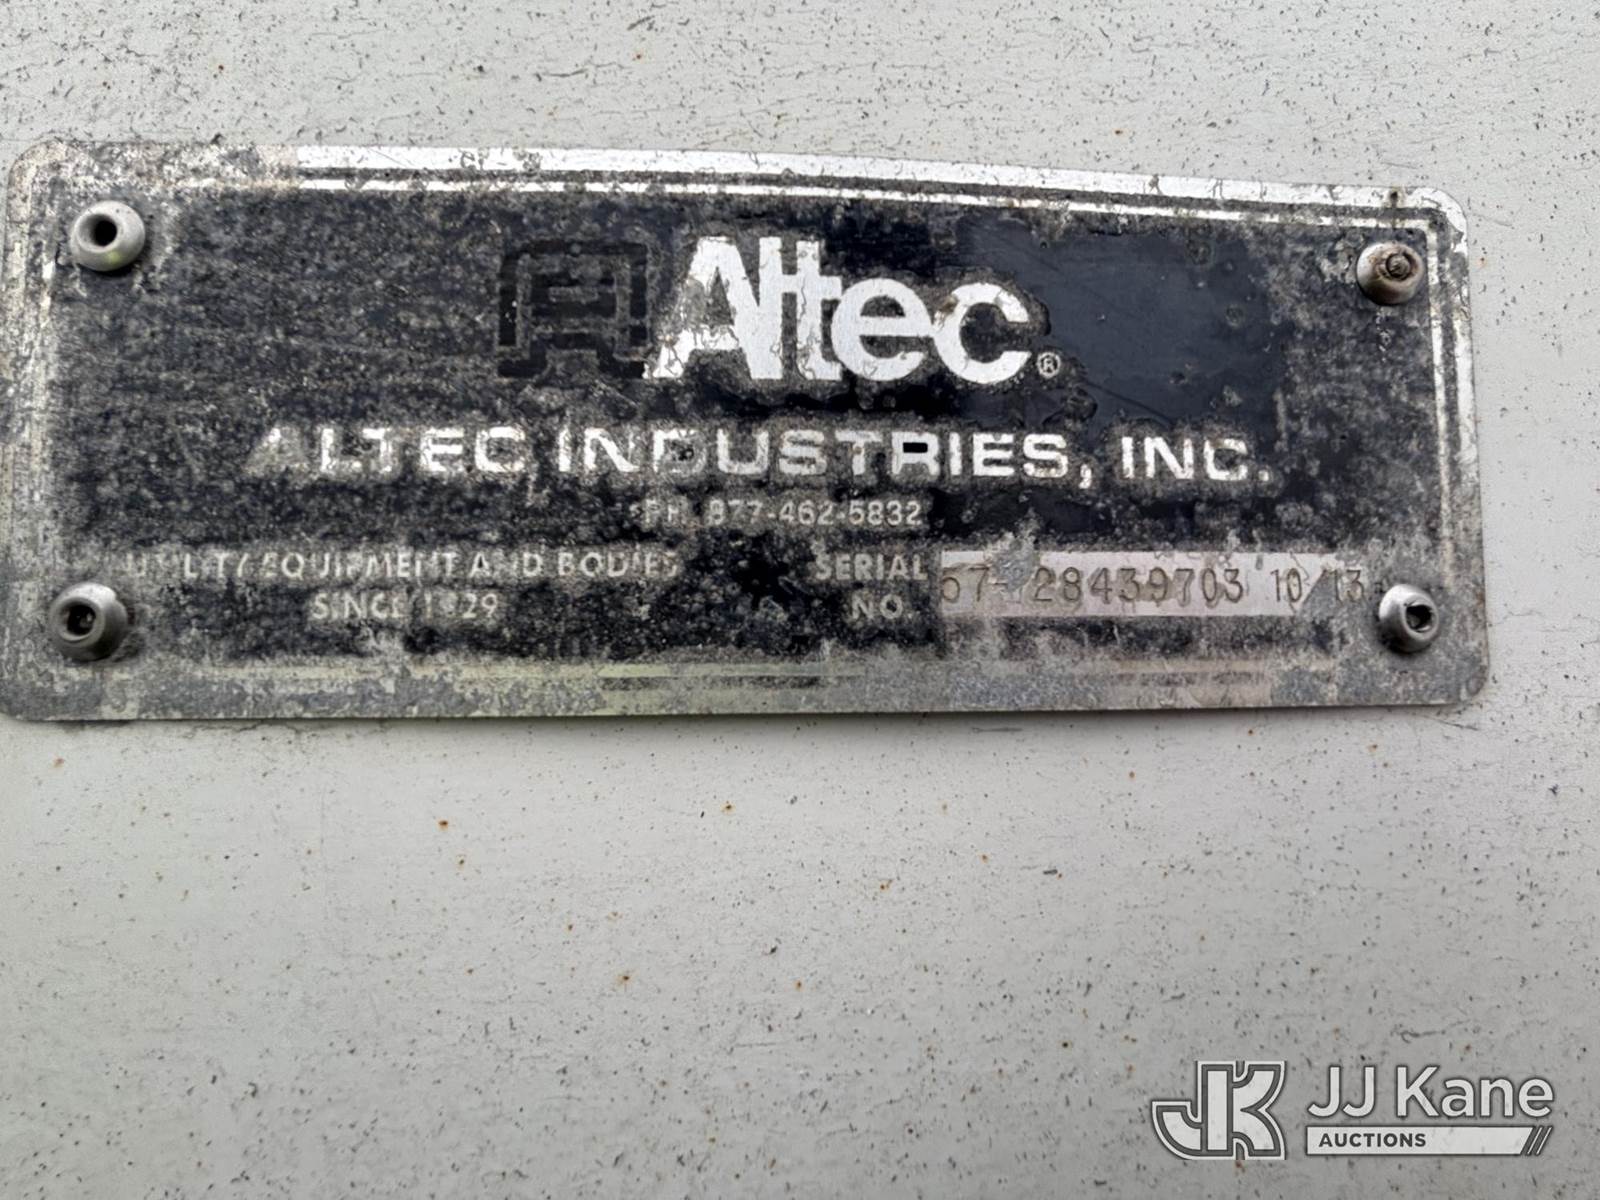 Altec®
ALTEC INDUSTRIES, INC.
PH. 877-462-5832
UTILITY EQUIPMENT AND BODIES
SINCE 1929
SERIAL NO. 28439703 10/13
JJ Kane
AUCTIONS